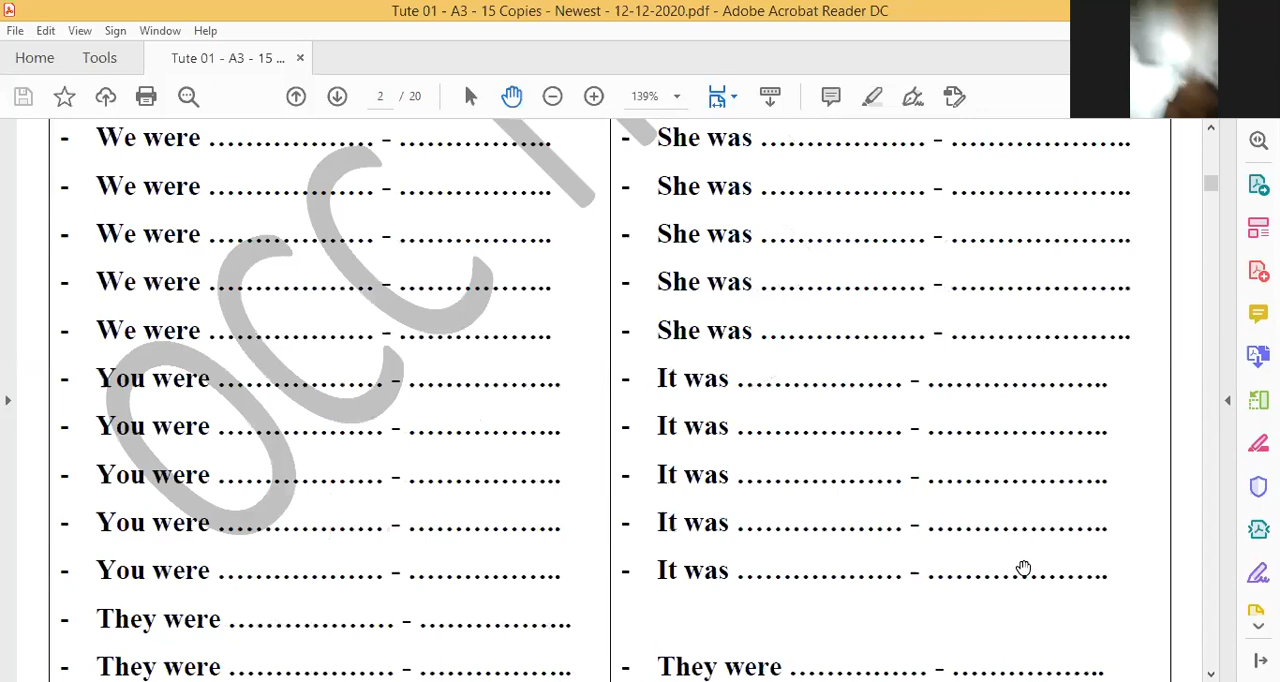 Tute 01 - A3 - 15 Copies - Newest - 12-12-2020.pdf - Adobe Acrobat Reader DC
File Edit View Sign Window Help
Home Tools Tute 01 - A3 - 15 ... ×
2 / 20 139%
- We were .................. - ..................
- We were .................. - ..................
- We were .................. - ..................
- We were .................. - ..................
- We were .................. - ..................
- You were .................. - ..................
- You were .................. - ..................
- You were .................. - ..................
- You were .................. - ..................
- You were .................. - ..................
- They were .................. - ..................
- They were .................. - ..................
- She was .................. - ..................
- She was .................. - ..................
- She was .................. - ..................
- She was .................. - ..................
- She was .................. - ..................
- It was .................. - ..................
- It was .................. - ..................
- It was .................. - ..................
- It was .................. - ..................
- It was .................. - ..................
- They were .................. - ..................
OCC